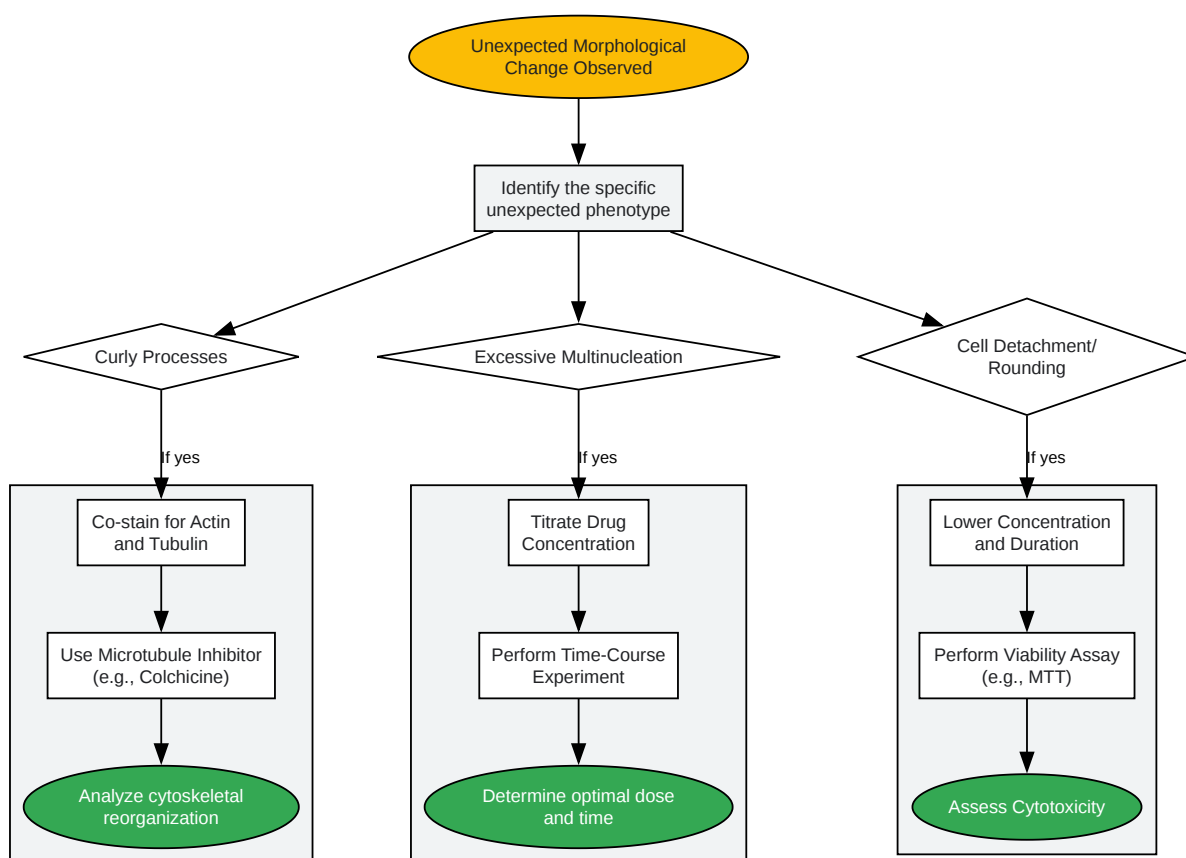 Unexpected Morphological
Change Observed
Identify the specific
unexpected phenotype
Curly Processes
Excessive Multinucleation
Cell Detachment/
Rounding
If yes
If yes
If yes
Co-stain for Actin
and Tubulin
Titrate Drug
Concentration
Lower Concentration
and Duration
Use Microtubule Inhibitor
(e.g., Colchicine)
Perform Time-Course
Experiment
Perform Viability Assay
(e.g., MTT)
Analyze cytoskeletal
reorganization
Determine optimal dose
and time
Assess Cytotoxicity